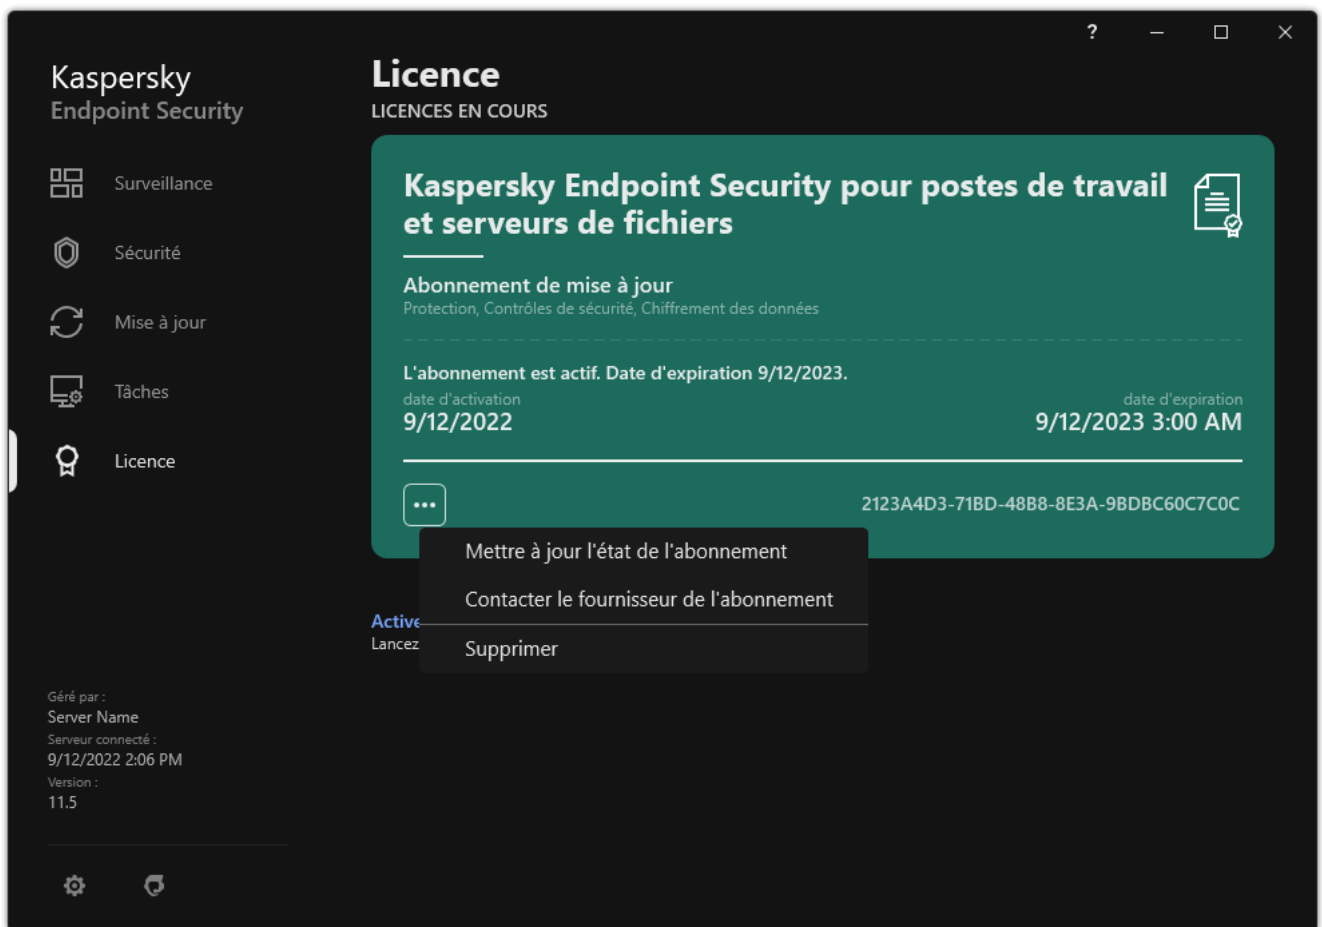 ?
Kaspersky
Endpoint Security
Surveillance
Sécurité
Mise à jour
Tâches
Licence
Géré par :
Server Name
Serveur connecté :
9/12/2022 2:06 PM
Version :
11.5
Licence
LICENCES EN COURS
Kaspersky Endpoint Security pour postes de travail
et serveurs de fichiers
Abonnement de mise à jour
Protection, Contrôles de sécurité, Chiffrement des données
L'abonnement est actif. Date d'expiration 9/12/2023.
date d'activation
9/12/2022
date d'expiration
9/12/2023 3:00 AM
2123A4D3-71BD-48B8-8E3A-9BDBC60C7C0C
Mettre à jour l'état de l'abonnement
Contacter le fournisseur de l'abonnement
Supprimer
Active
Lancez